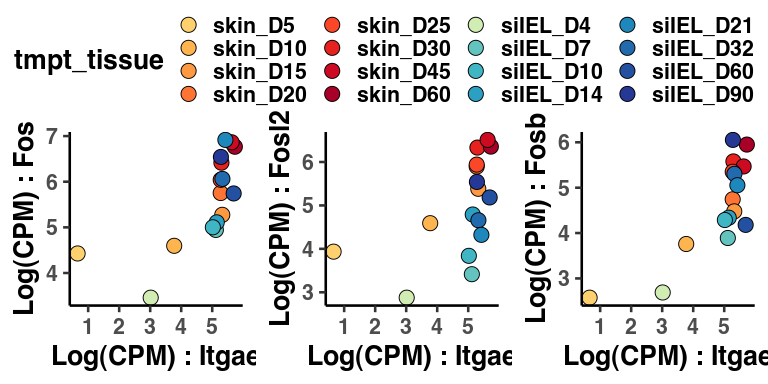 tmpt_tissue
skin_D5 skin_D25 siIEL_D4 siIEL_D21
skin_D10 skin_D30 siIEL_D7 siIEL_D32
skin_D15 skin_D45 siIEL_D10 siIEL_D60
skin_D20 skin_D60 siIEL_D14 siIEL_D90
Log(CPM) : Fos
7
6
5
4
1 2 3 4 5
Log(CPM) : Itgae
Log(CPM) : Fosl2
6
5
4
3
1 2 3 4 5
Log(CPM) : Itgae
Log(CPM) : Fosb
6
5
4
3
1 2 3 4 5
Log(CPM) : Itgae